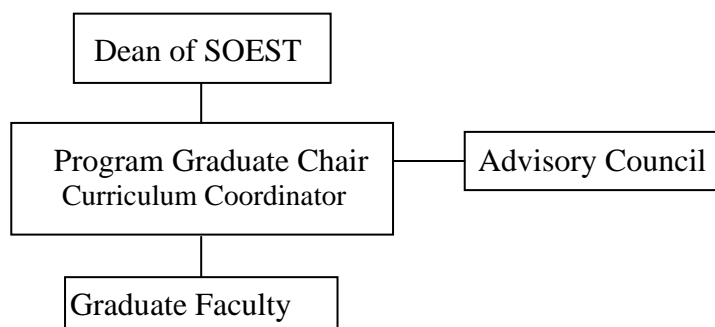 Dean of SOEST
Program Graduate Chair
Curriculum Coordinator
Advisory Council
Graduate Faculty